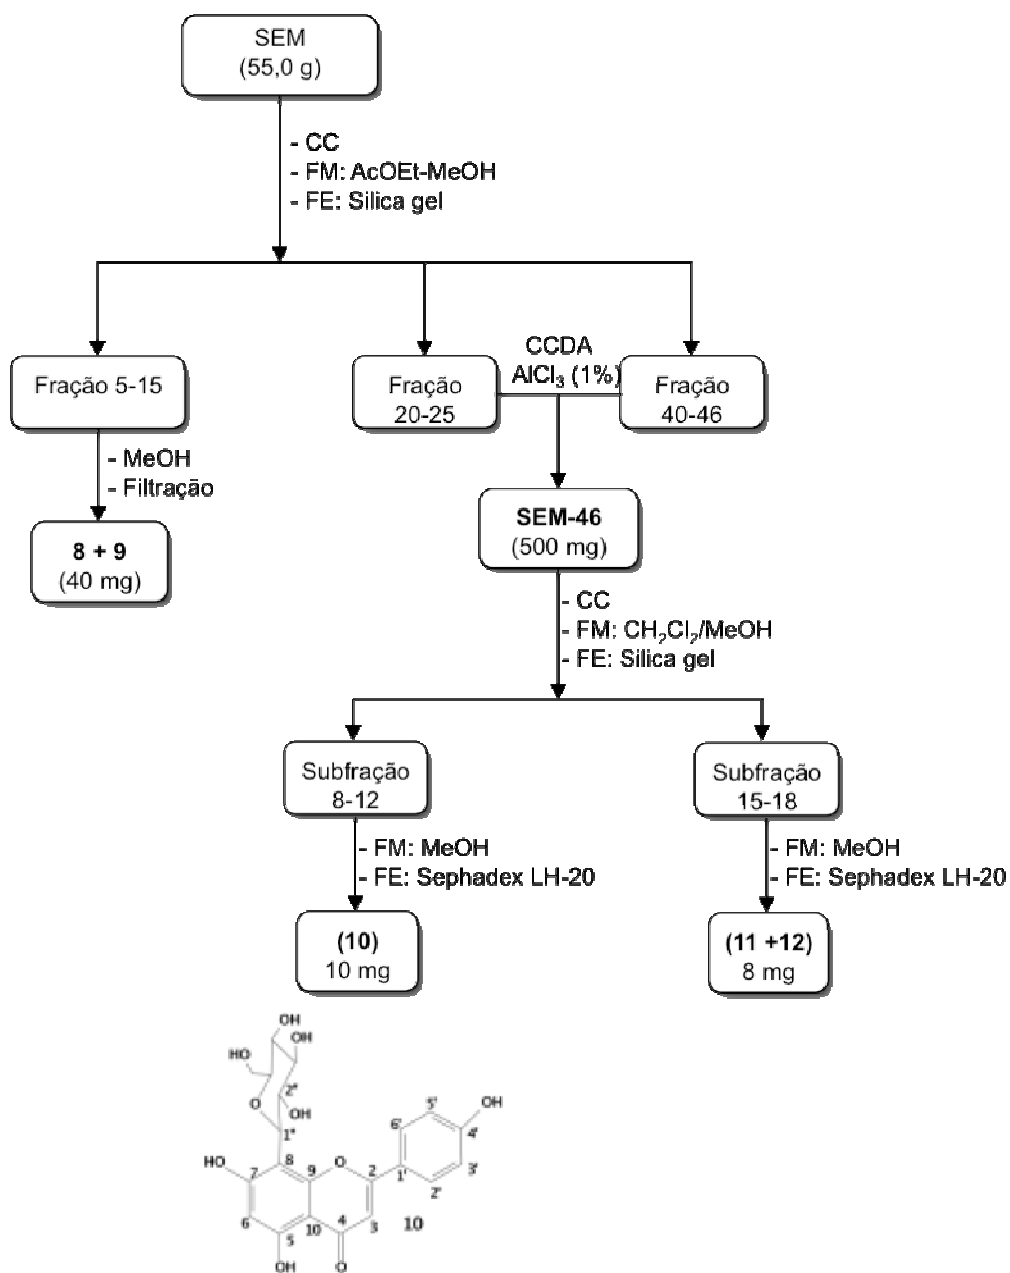 SEM
(55,0 g)
- CC
- FM: AcOEt-MeOH
- FE: Silica gel
Fração 5-15
Fração
20-25
CCDA
AlCl₃ (1%)
Fração
40-46
- MeOH
- Filtração
8 + 9
(40 mg)
SEM-46
(500 mg)
- CC
- FM: CH₂Cl₂/MeOH
- FE: Silica gel
Subfração
8-12
Subfração
15-18
- FM: MeOH
- FE: Sephadex LH-20
- FM: MeOH
- FE: Sephadex LH-20
(10)
10 mg
(11 +12)
8 mg
OH
OH
HO
2"
O
OH
1"
5'
OH
6'
4'
HO
8
O
7
9
2
1'
3'
2'
6
10
4
3
10
5
OH
O